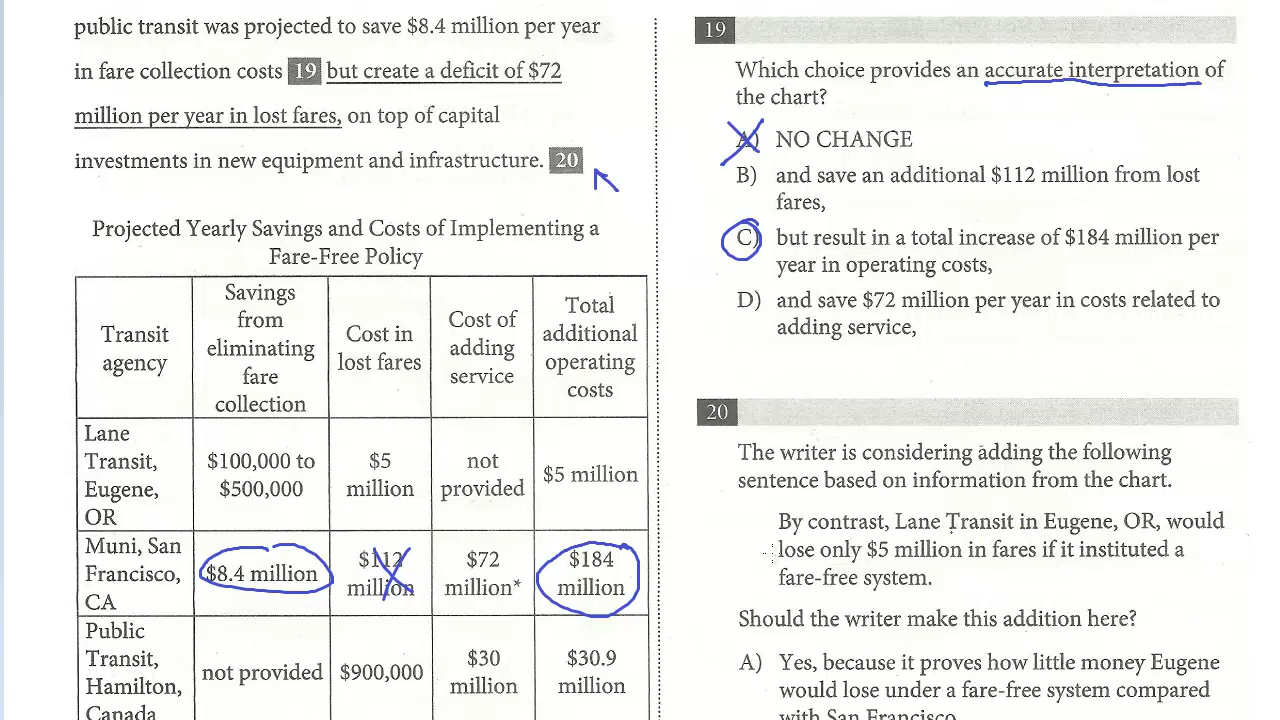 public transit was projected to save $8.4 million per year
in fare collection costs 19 but create a deficit of $72
million per year in lost fares, on top of capital
investments in new equipment and infrastructure. 20
Projected Yearly Savings and Costs of Implementing a
Fare-Free Policy
Transit
agency
Savings
from
eliminating
fare
collection
Cost in
lost fares
Cost of
adding
service
Total
additional
operating
costs
Lane
Transit,
Eugene,
OR
$100,000 to
$500,000
$5
million
not
provided
$5 million
Muni, San
Francisco,
CA
$8.4 million
$112
million
$72
million*
$184
million
Public
Transit,
Hamilton,
Canada
not provided
$900,000
$30
million
$30.9
million
19
Which choice provides an accurate interpretation of
the chart?
A) NO CHANGE
B) and save an additional $112 million from lost
fares,
C) but result in a total increase of $184 million per
year in operating costs,
D) and save $72 million per year in costs related to
adding service,
20
The writer is considering adding the following
sentence based on information from the chart.
By contrast, Lane Transit in Eugene, OR, would
lose only $5 million in fares if it instituted a
fare-free system.
Should the writer make this addition here?
A) Yes, because it proves how little money Eugene
would lose under a fare-free system compared
with San Francisco